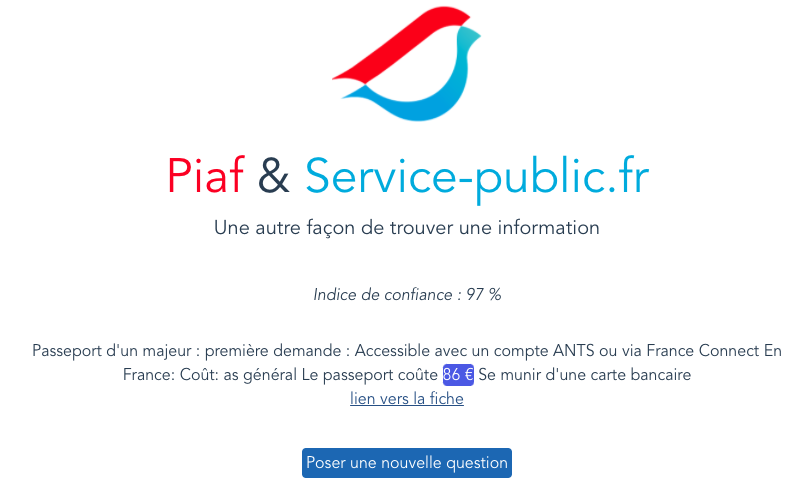 Piaf & Service-public.fr
Une autre façon de trouver une information
Indice de confiance : 97 %
Passeport d'un majeur : première demande : Accessible avec un compte ANTS ou via France Connect En
France: Coût: as général Le passeport coûte 86 € Se munir d'une carte bancaire
lien vers la fiche
Poser une nouvelle question